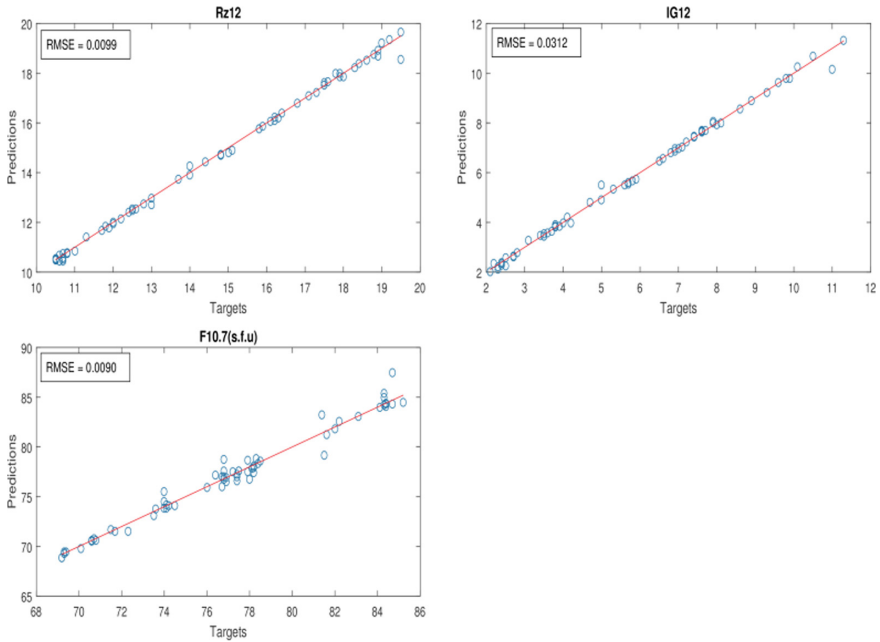 Rz12
RMSE = 0.0099
Predictions
20
18
16
14
12
10
10 11 12 13 14 15 16 17 18 19 20
Targets
IG12
RMSE = 0.0312
Predictions
12
10
8
6
4
2
2 3 4 5 6 7 8 9 10 11 12
Targets
F10.7(s.f.u)
RMSE = 0.0090
Predictions
90
85
80
75
70
65
68 70 72 74 76 78 80 82 84 86
Targets